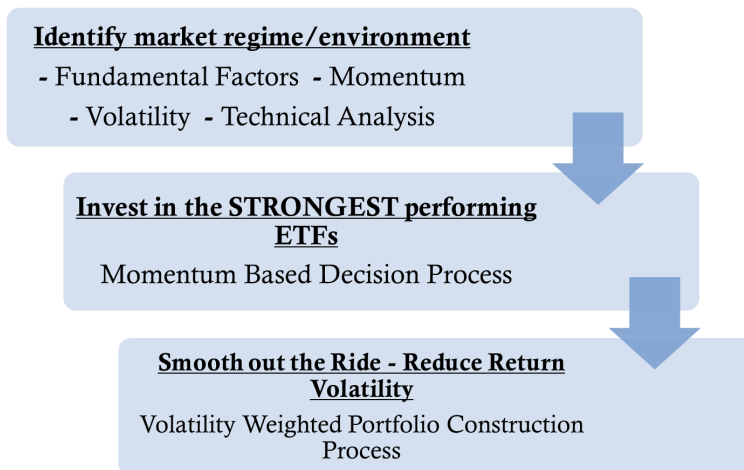 Identify market regime/environment
- Fundamental Factors - Momentum
- Volatility - Technical Analysis
Invest in the STRONGEST performing
ETFs
Momentum Based Decision Process
Smooth out the Ride - Reduce Return
Volatility
Volatility Weighted Portfolio Construction
Process